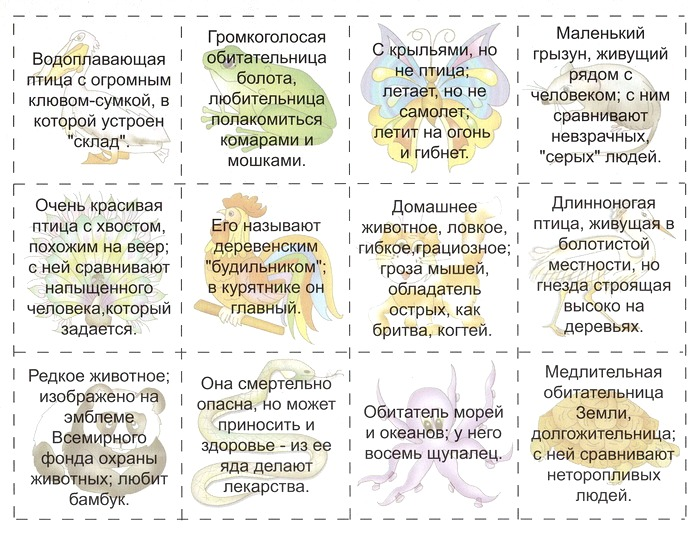 Водоплавающая
птица с огромным
клювом-сумкой, в
которой устроен
"склад".
Громкоголосая
обитательница
болота,
любительница
полакомиться
комарами и
мошками.
С крыльями, но
не птица;
летает, но не
самолет;
летит на огонь
и гибнет.
Маленький
грызун, живущий
рядом с
человеком; с ним
сравнивают
невзрачных,
"серых" людей.
Очень красивая
птица с хвостом,
похожим на веер;
с ней сравнивают
напыщенного
человека,который
задается.
Его называют
деревенским
"будильником";
в курятнике он
главный.
Домашнее
животное, ловкое,
гибкое,грациозное;
гроза мышей,
обладатель
острых, как
бритва, когтей.
Длинноногая
птица, живущая в
болотистой
местности, но
гнезда строящая
высоко на
деревьях.
Редкое животное;
изображено на
эмблеме
Всемирного
фонда охраны
животных; любит
бамбук.
Она смертельно
опасна, но может
приносить и
здоровье - из ее
яда делают
лекарства.
Обитатель морей
и океанов; у него
восемь щупалец.
Медлительная
обитательница
Земли,
долгожительница;
с ней сравнивают
неторопливых
людей.